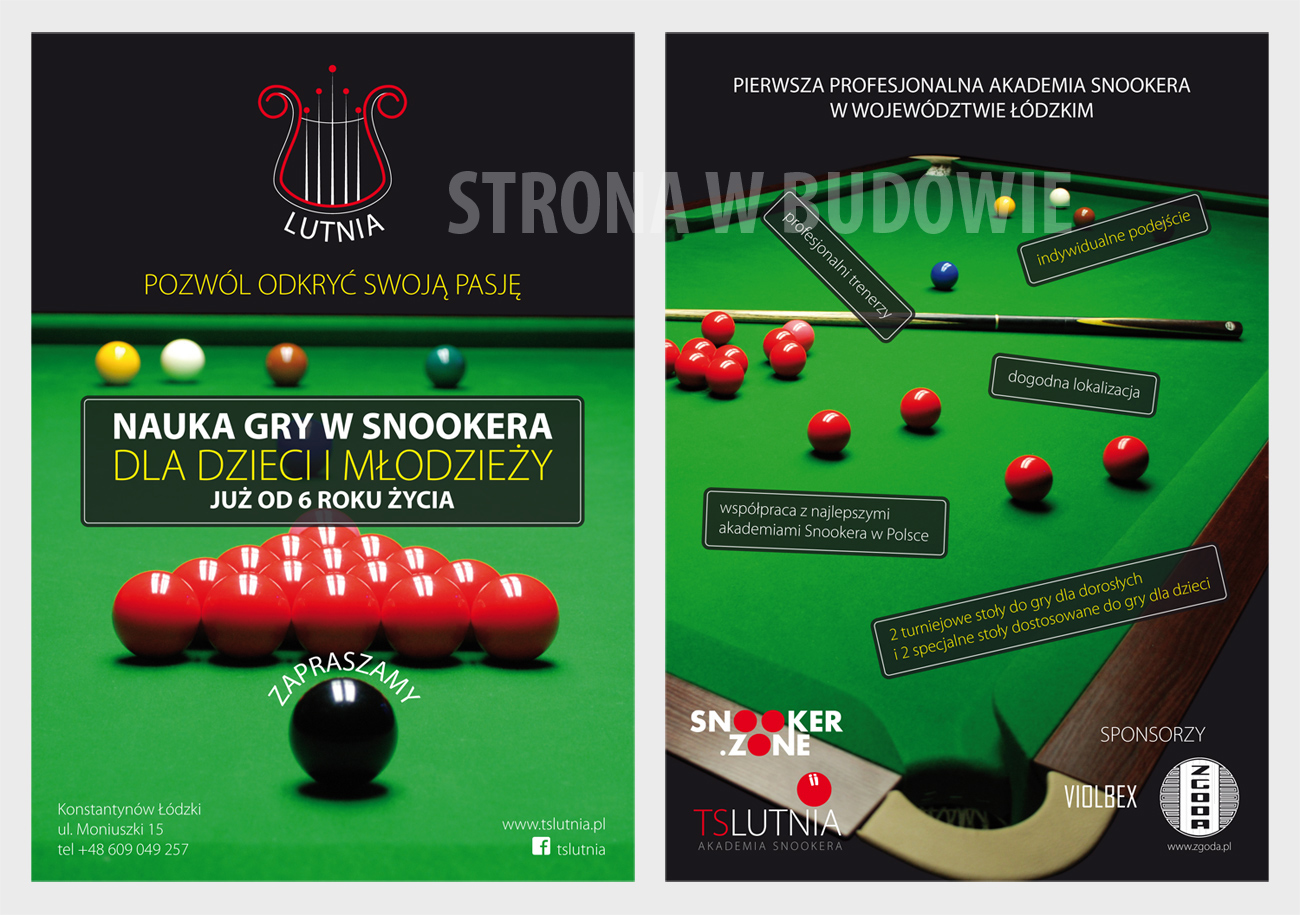 LUTNIA
POZWÓL ODKRYĆ SWOJĄ PASJĘ
NAUKA GRY W SNOOKERA
DLA DZIECI I MŁODZIEŻY
JUŻ OD 6 ROKU ŻYCIA
ZAPRASZAMY
Konstantynów Łódzki
ul. Moniuszki 15
tel +48 609 049 257
www.tslutnia.pl
f tslutnia
STRONA W BUDOWIE
PIERWSZA PROFESJONALNA AKADEMIA SNOOKERA
W WOJEWÓDZTWIE ŁÓDZKIM
profesjonalni trenerzy
indywidualne podejście
dogodna lokalizacja
współpraca z najlepszymi
akademiami Snookera w Polsce
2 turniejowe stoły do gry dla dorosłych
i 2 specjalne stoły dostosowane do gry dla dzieci
SNOOKER
.ZONE
TSLUTNIA
AKADEMIA SNOOKERA
SPONSORZY
VIOLBEX
ZGODA
www.zgoda.pl